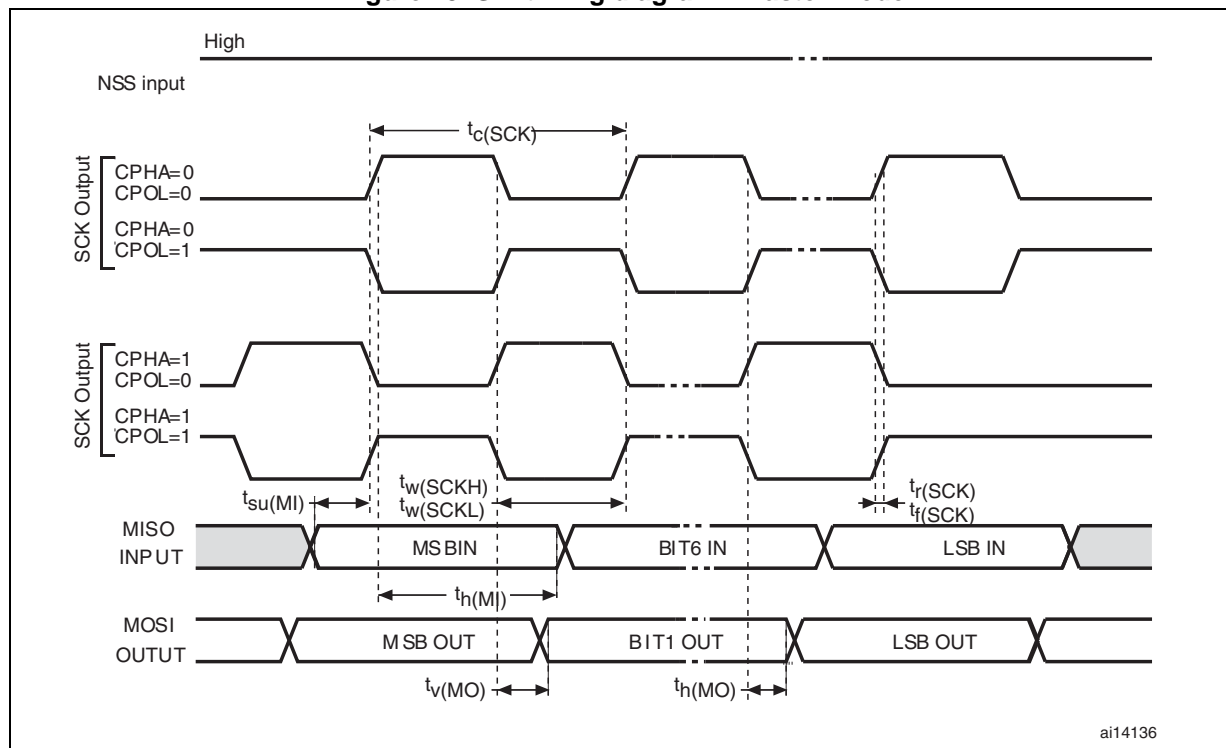 High
NSS input
tc(SCK)
SCK Output
CPHA=0
CPOL=0
CPHA=0
CPOL=1
SCK Output
CPHA=1
CPOL=0
CPHA=1
CPOL=1
tsu(MI)
tw(SCKH)
tw(SCKL)
tr(SCK)
tf(SCK)
MISO
INPUT
MSBIN
BIT6 IN
LSB IN
th(MI)
MOSI
OUTUT
MSB OUT
BIT1 OUT
LSB OUT
tv(MO)
th(MO)
ai14136